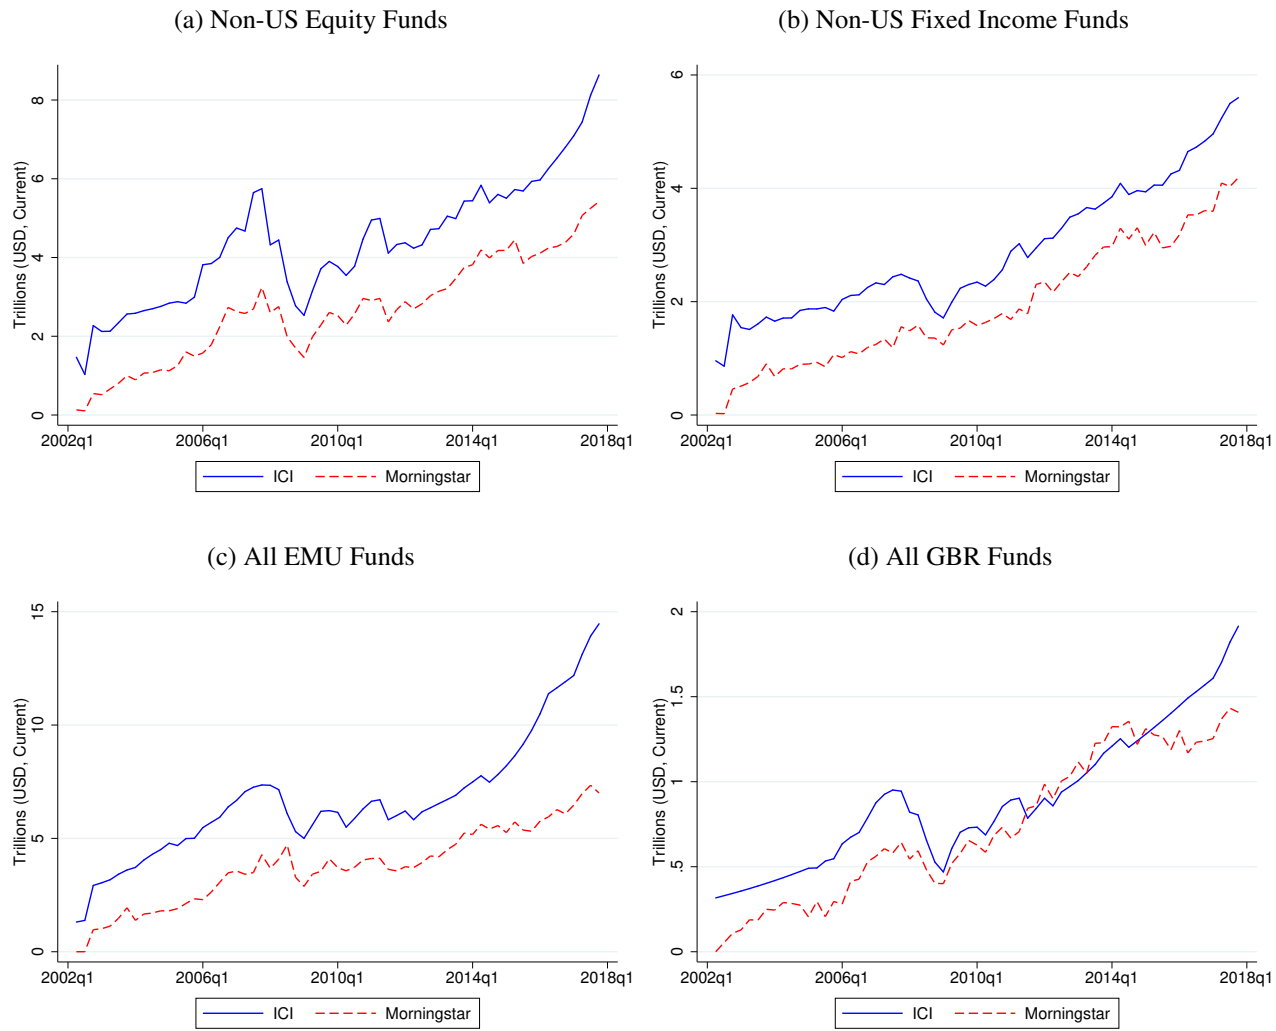 (a) Non-US Equity Funds
Trillions (USD, Current)
8
6
4
2
0
2002q1 2006q1 2010q1 2014q1 2018q1
ICI Morningstar
(b) Non-US Fixed Income Funds
Trillions (USD, Current)
6
4
2
0
2002q1 2006q1 2010q1 2014q1 2018q1
ICI Morningstar
(c) All EMU Funds
Trillions (USD, Current)
15
10
5
0
2002q1 2006q1 2010q1 2014q1 2018q1
ICI Morningstar
(d) All GBR Funds
Trillions (USD, Current)
2
1.5
1
.5
0
2002q1 2006q1 2010q1 2014q1 2018q1
ICI Morningstar